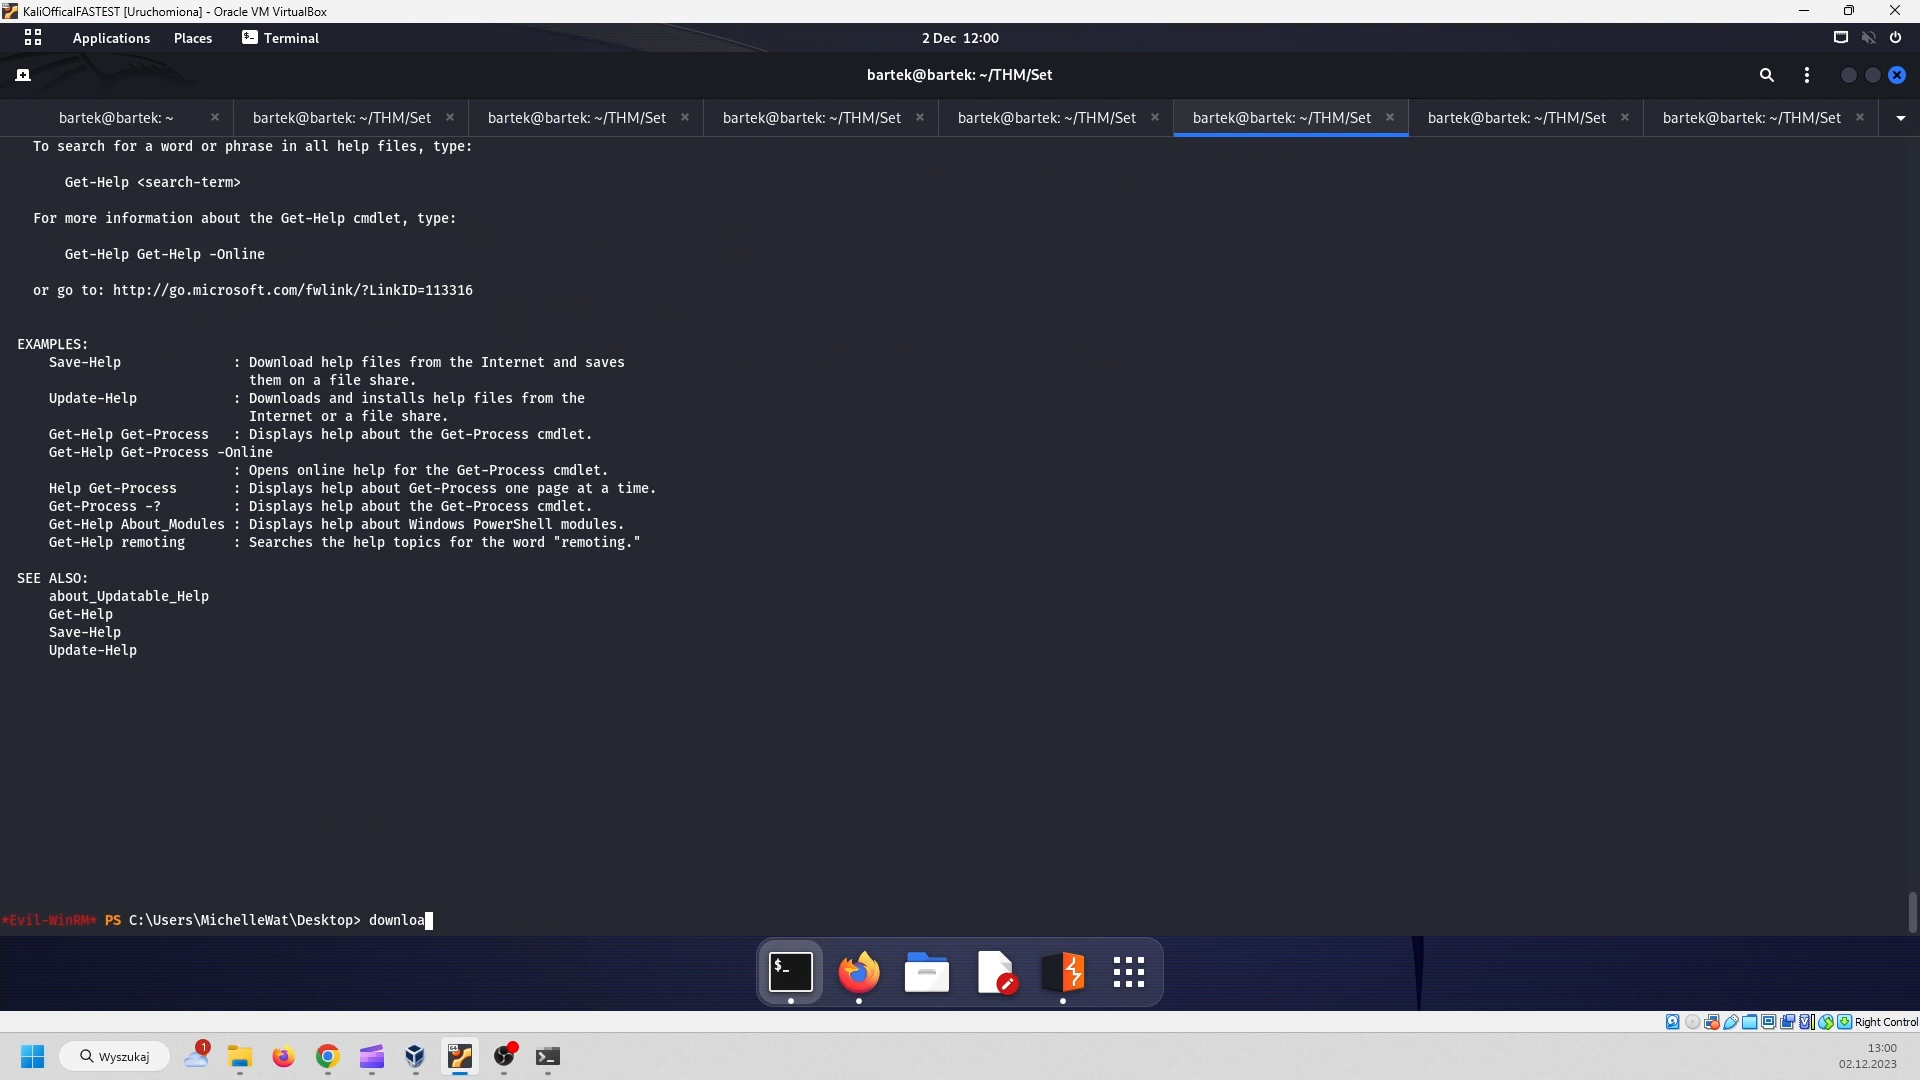 KaliOfficalFASTEST [Uruchomiona] - Oracle VM VirtualBox
Applications Places Terminal 2 Dec 12:00
bartek@bartek: ~/THM/Set
bartek@bartek: ~ bartek@bartek: ~/THM/Set bartek@bartek: ~/THM/Set bartek@bartek: ~/THM/Set bartek@bartek: ~/THM/Set bartek@bartek: ~/THM/Set bartek@bartek: ~/THM/Set bartek@bartek: ~/THM/Set
To search for a word or phrase in all help files, type:
Get-Help <search-term>
For more information about the Get-Help cmdlet, type:
Get-Help Get-Help -Online
or go to: http://go.microsoft.com/fwlink/?LinkID=113316
EXAMPLES:
Save-Help : Download help files from the Internet and saves
them on a file share.
Update-Help : Downloads and installs help files from the
Internet or a file share.
Get-Help Get-Process : Displays help about the Get-Process cmdlet.
Get-Help Get-Process -Online
: Opens online help for the Get-Process cmdlet.
Help Get-Process : Displays help about Get-Process one page at a time.
Get-Process -? : Displays help about the Get-Process cmdlet.
Get-Help About_Modules : Displays help about Windows PowerShell modules.
Get-Help remoting : Searches the help topics for the word "remoting."
SEE ALSO:
about_Updatable_Help
Get-Help
Save-Help
Update-Help
*Evil-WinRM* PS C:\Users\MichelleWat\Desktop> downloa
$_
Right Control
Wyszukaj
1
64
13:00
02.12.2023